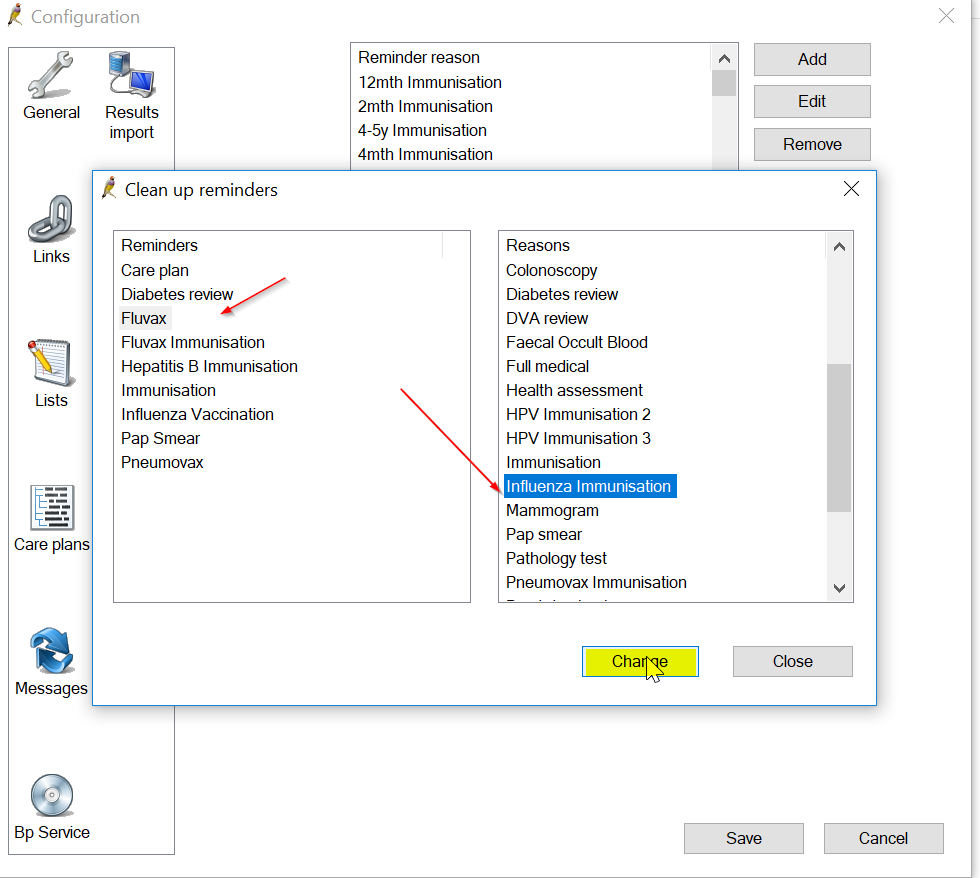 Configuration
General
Results
import
Links
Lists
Care plans
Messages
Bp Service
Reminder reason
12mth Immunisation
2mth Immunisation
4-5y Immunisation
4mth Immunisation
Add
Edit
Remove
Clean up reminders
Reminders
Care plan
Diabetes review
Fluvax
Fluvax Immunisation
Hepatitis B Immunisation
Immunisation
Influenza Vaccination
Pap Smear
Pneumovax
Reasons
Colonoscopy
Diabetes review
DVA review
Faecal Occult Blood
Full medical
Health assessment
HPV Immunisation 2
HPV Immunisation 3
Immunisation
Influenza Immunisation
Mammogram
Pap smear
Pathology test
Pneumovax Immunisation
Change
Close
Save
Cancel